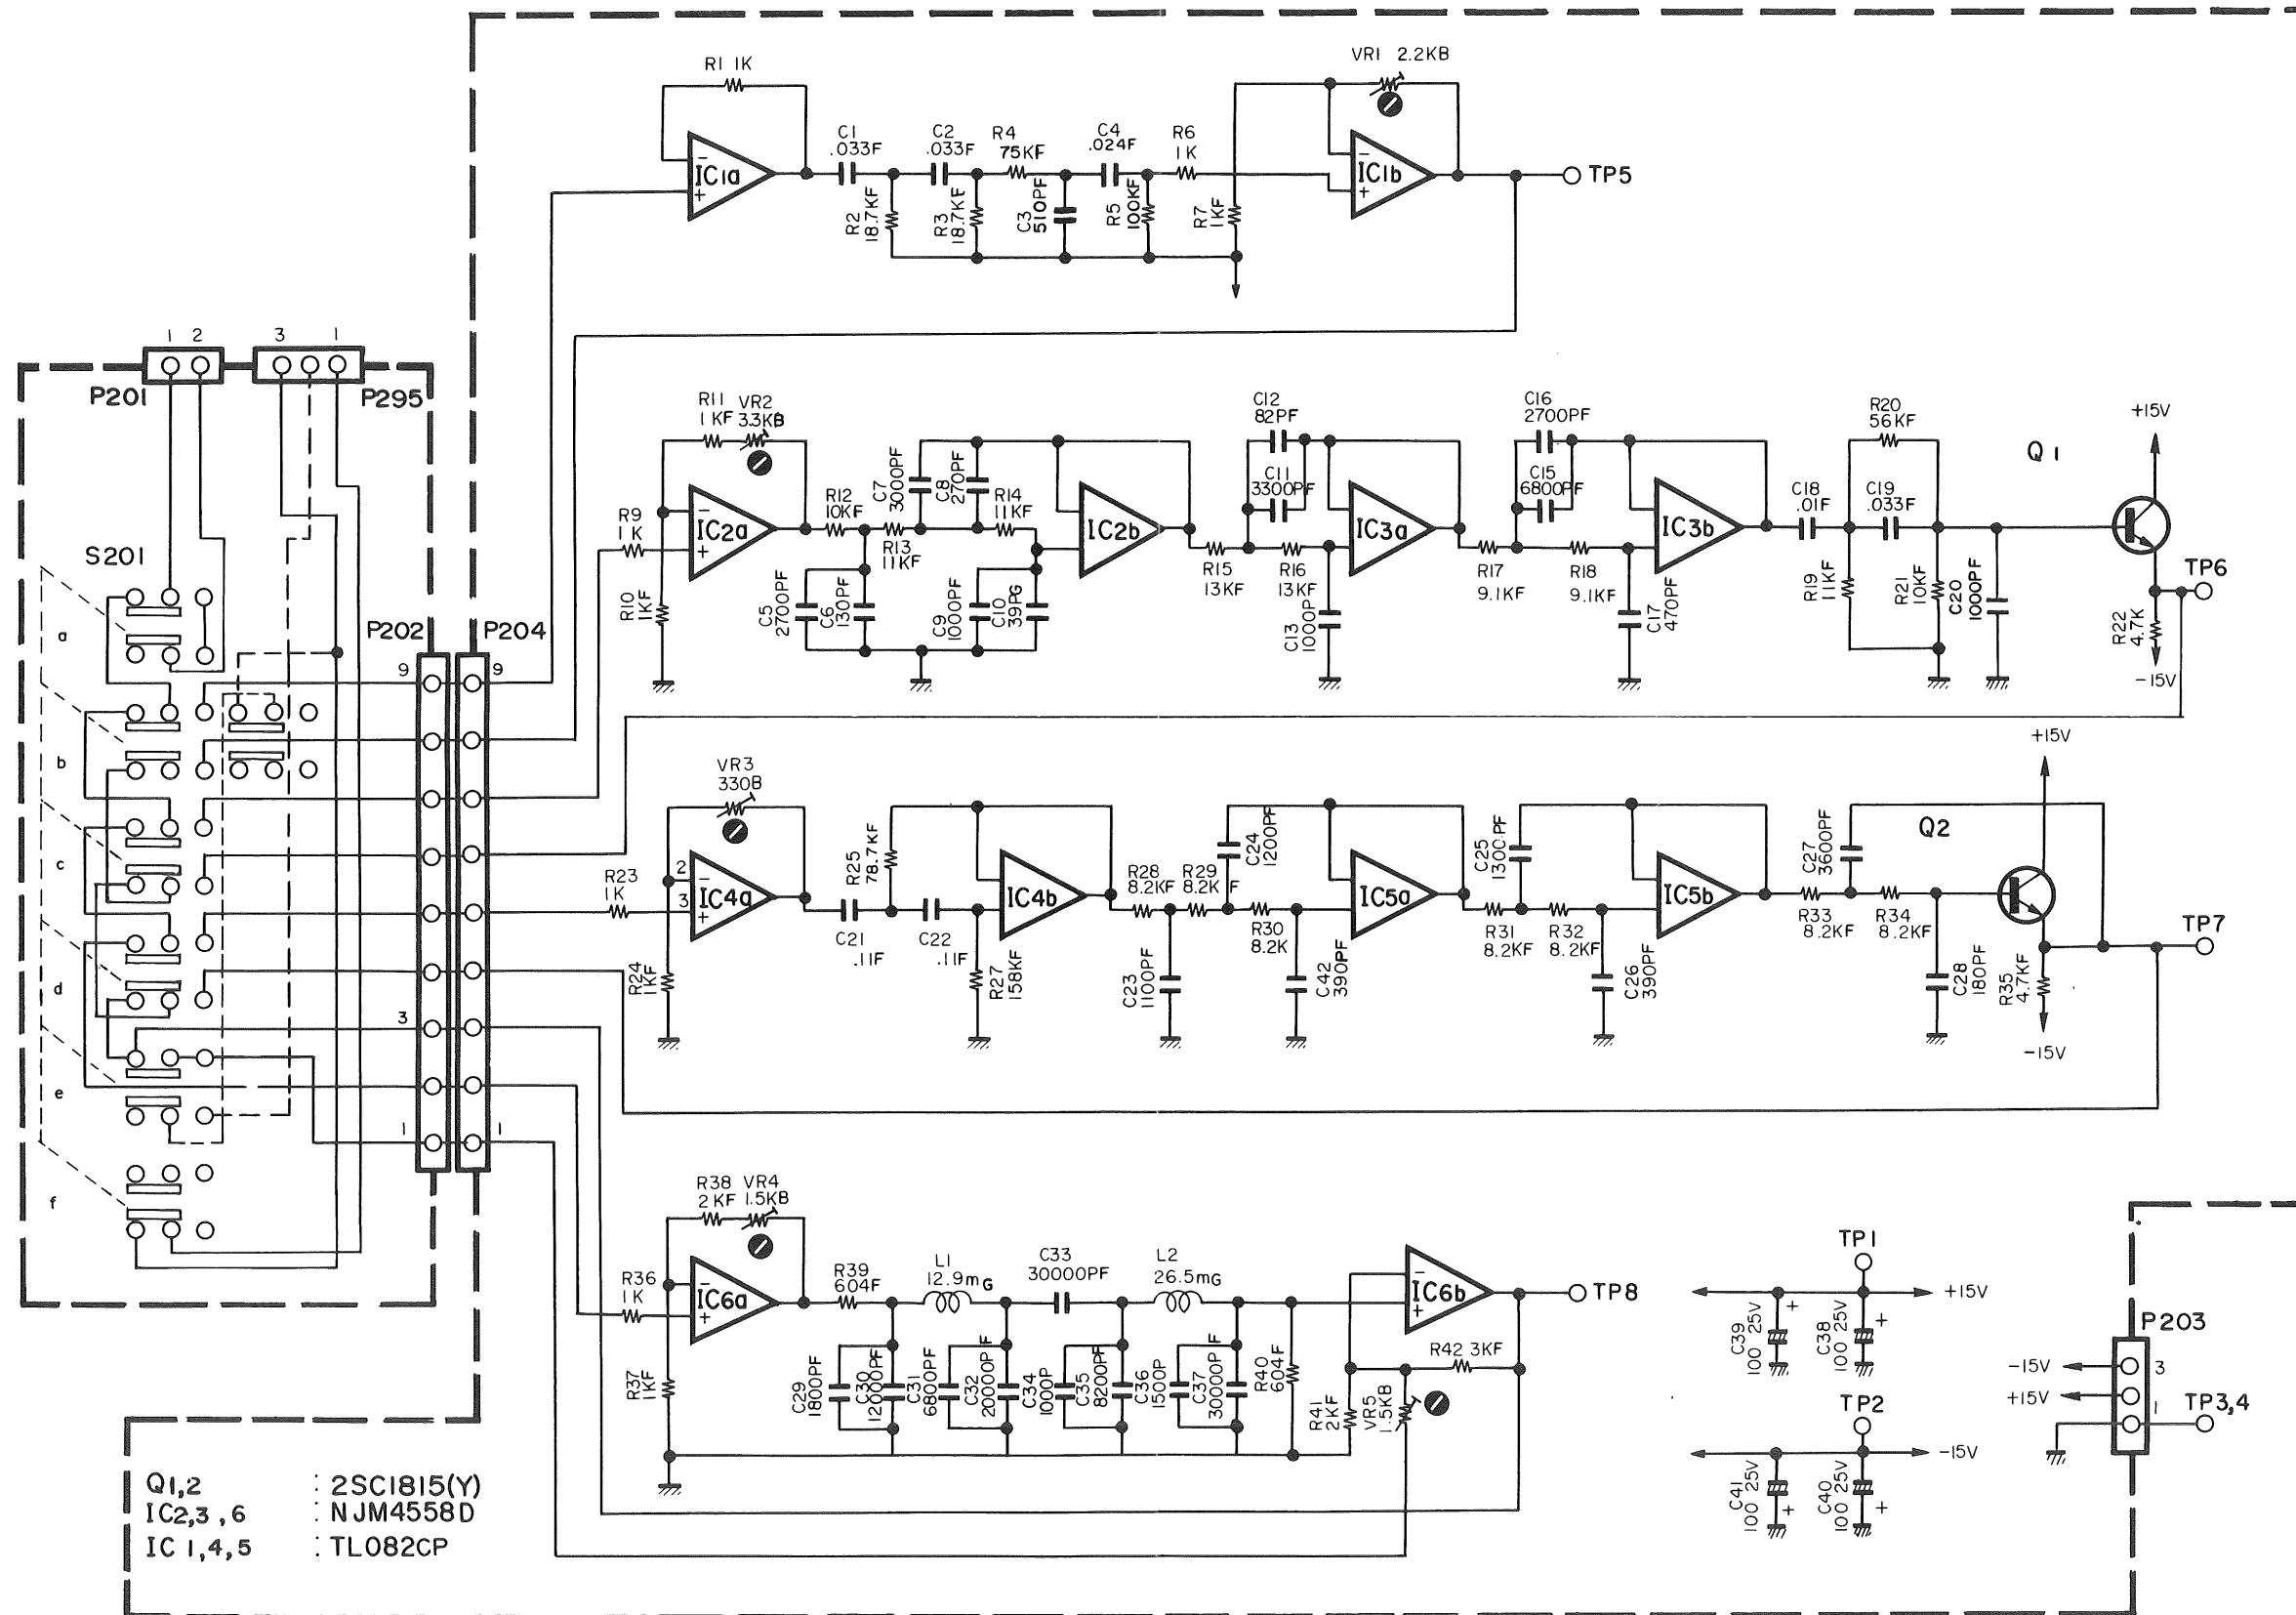 R1 1K
VR1 2.2KB
C1
.033F
C2
.033F
R4
75KF
C4
.024F
R6
1K
IC1a
−
+
R2
18.7KF
R3
18.7KF
C3
510PF
R5
100KF
R7
1KF
IC1b
−
+
TP5
1 2
3 1
P201
P295
S201
a
b
c
d
e
f
P202
P204
9
9
3
1
1
R11
1KF
VR2
3.3KB
R9
1K
R10
1KF
IC2a
−
+
R12
10KF
R13
11KF
C7
3000PF
C8
270PF
R14
11KF
C5
2700PF
C6
130PF
C9
1000PF
C10
39PG
IC2b
R15
13KF
C12
82PF
C11
3300PF
R16
13KF
C13
1000P
IC3a
R17
9.1KF
C16
2700PF
C15
6800PF
R18
9.1KF
C17
470PF
IC3b
C18
.01F
R20
56KF
C19
.033F
R19
11KF
R21
10KF
C20
1000PF
Q1
+15V
TP6
R22
4.7K
−15V
VR3
330B
R23
1K
R24
1KF
2
−
3
+
IC4a
R25
78.7KF
C21
.11F
C22
.11F
R27
158KF
IC4b
R28
8.2KF
R29
8.2KF
C24
1200PF
R30
8.2K
C23
1100PF
C42
390PF
IC5a
C25
1300PF
R31
8.2KF
R32
8.2KF
C26
390PF
IC5b
C27
3600PF
R33
8.2KF
R34
8.2KF
C28
180PF
Q2
+15V
R35
4.7KF
−15V
TP7
R38
2KF
VR4
1.5KB
R36
1K
R37
1KF
IC6a
−
+
R39
604F
L1
12.9mG
C33
30000PF
L2
26.5mG
C29
1800PF
C30
12000PF
C31
6800PF
C32
20000PF
C34
1000P
C35
8200PF
C36
1500P
C37
30000PF
R40
604F
IC6b
−
+
TP8
R42 3KF
R41
2KF
VR5
1.5KB
TP1
+15V
C39
100 25V
+
C38
100 25V
+
TP2
−15V
C41
100 25V
+
C40
100 25V
+
P203
−15V
3
+15V
1
TP3,4
Q1,2 : 2SC1815(Y)
IC2,3,6 : NJM4558D
IC 1,4,5 : TL082CP